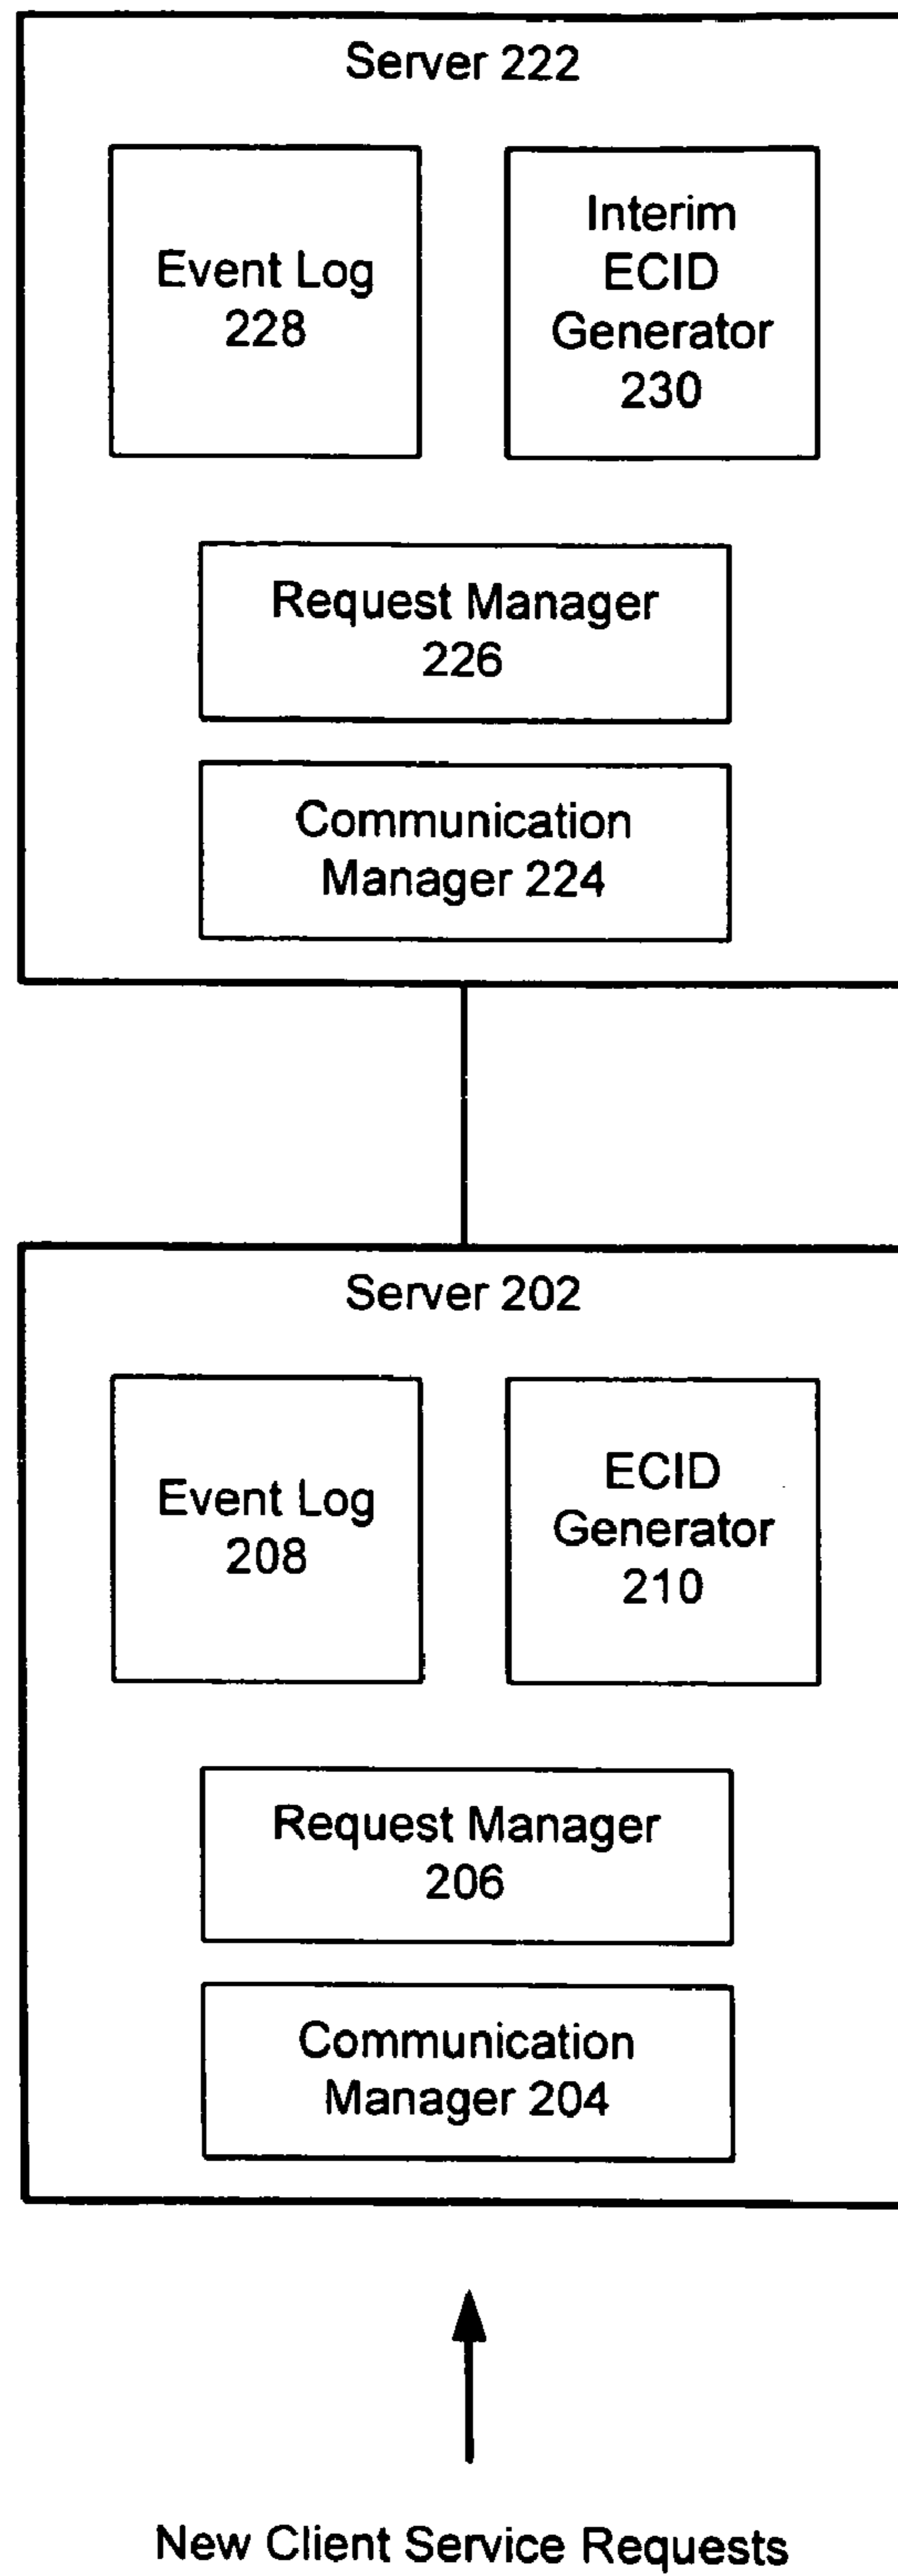 Server 222
Event Log
228
Interim
ECID
Generator
230
Request Manager
226
Communication
Manager 224
Server 202
Event Log
208
ECID
Generator
210
Request Manager
206
Communication
Manager 204
New Client Service Requests